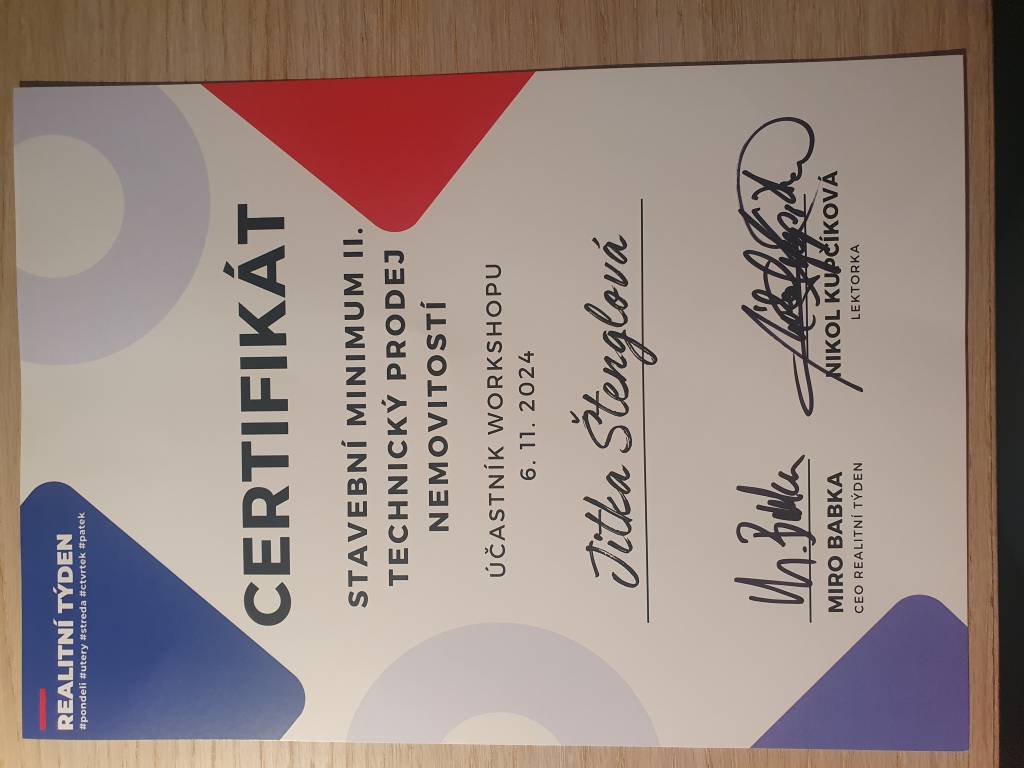 REALITNÍ TÝDEN
#pondeli #utery #streda #ctvrtek #patek
CERTIFIKÁT
STAVEBNÍ MINIMUM II.
TECHNICKÝ PRODEJ
NEMOVITOSTÍ
ÚČASTNÍK WORKSHOPU
6. 11. 2024
Jitka Štenglová
M. Babka
MIRO BABKA
CEO REALITNÍ TÝDEN
NIKOL KUPČÍKOVÁ
LEKTORKA